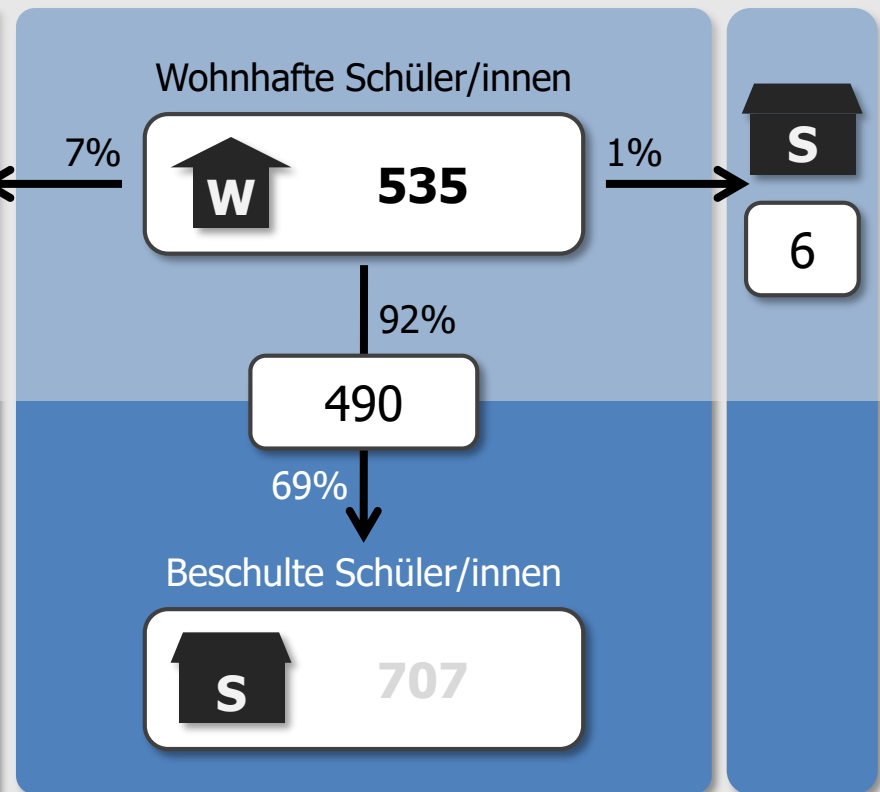 Wohnhafte Schüler/innen
7%
W
535
1%
S
6
92%
490
69%
Beschulte Schüler/innen
S
707